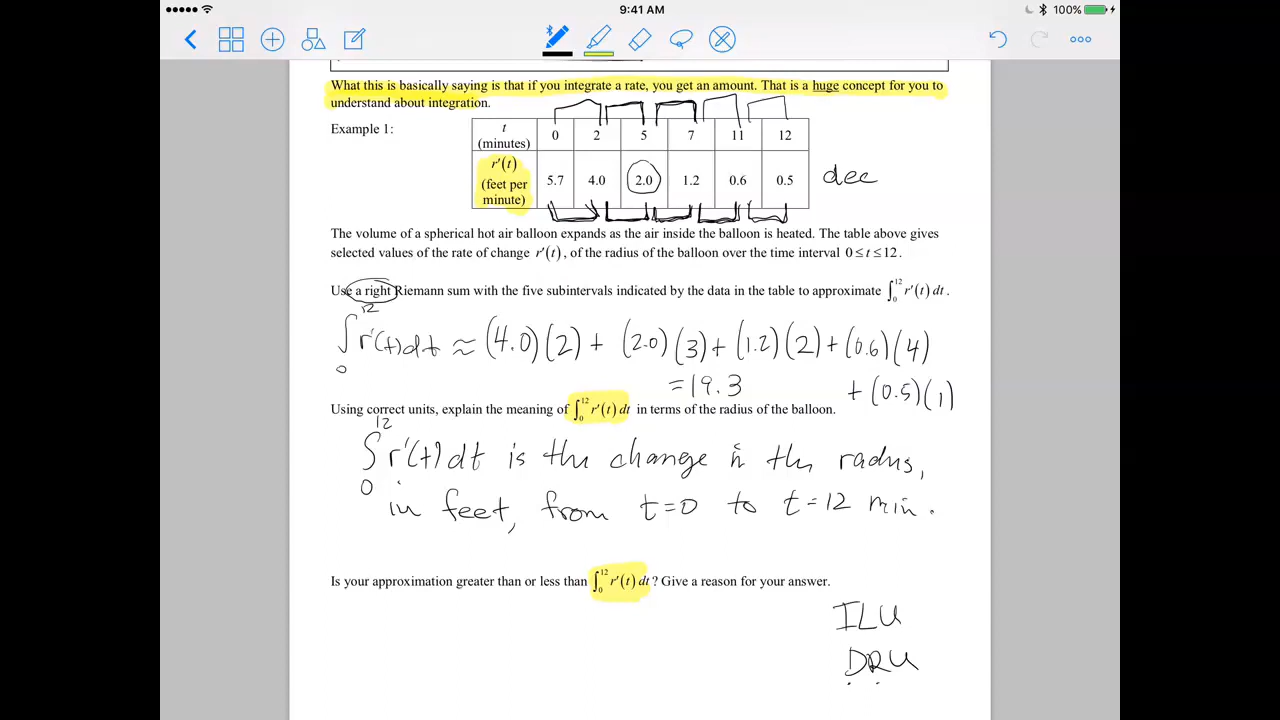 9:41 AM
100%
What this is basically saying is that if you integrate a rate, you get an amount. That is a huge concept for you to
understand about integration.
Example 1:
t (minutes) 0 2 5 7 11 12
r'(t) (feet per minute) 5.7 4.0 2.0 1.2 0.6 0.5 dec
The volume of a spherical hot air balloon expands as the air inside the balloon is heated. The table above gives
selected values of the rate of change r'(t), of the radius of the balloon over the time interval 0 ≤ t ≤ 12.
Use a right Riemann sum with the five subintervals indicated by the data in the table to approximate ∫₀¹² r'(t) dt.
∫₀¹² r'(t)dt ≈ (4.0)(2) + (2.0)(3) + (1.2)(2) + (0.6)(4)
= 19.3 + (0.5)(1)
Using correct units, explain the meaning of ∫₀¹² r'(t) dt in terms of the radius of the balloon.
∫₀¹² r'(t)dt is the change in the radius,
in feet, from t=0 to t=12 min.
Is your approximation greater than or less than ∫₀¹² r'(t) dt? Give a reason for your answer.
ILU
DRU